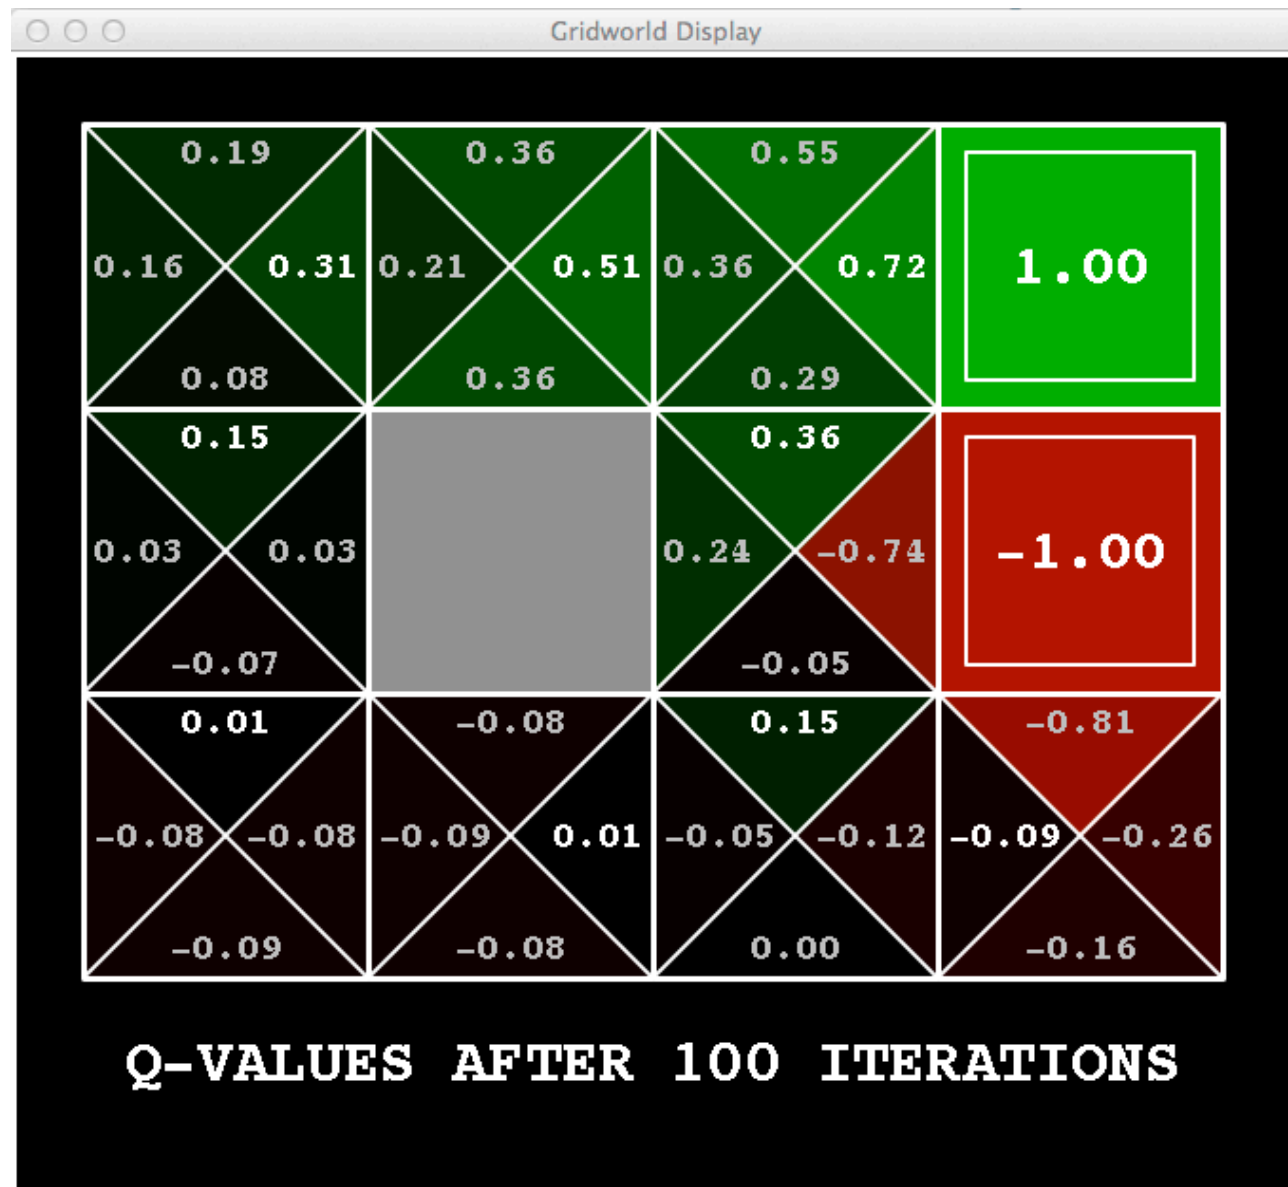 Gridworld Display
0.19 0.36 0.55
0.16 0.31 0.21 0.51 0.36 0.72 1.00
0.08 0.36 0.29
0.15 0.36
0.03 0.03 0.24 -0.74 -1.00
-0.07 -0.05
0.01 -0.08 0.15 -0.81
-0.08 -0.08 -0.09 0.01 -0.05 -0.12 -0.09 -0.26
-0.09 -0.08 0.00 -0.16
Q-VALUES AFTER 100 ITERATIONS